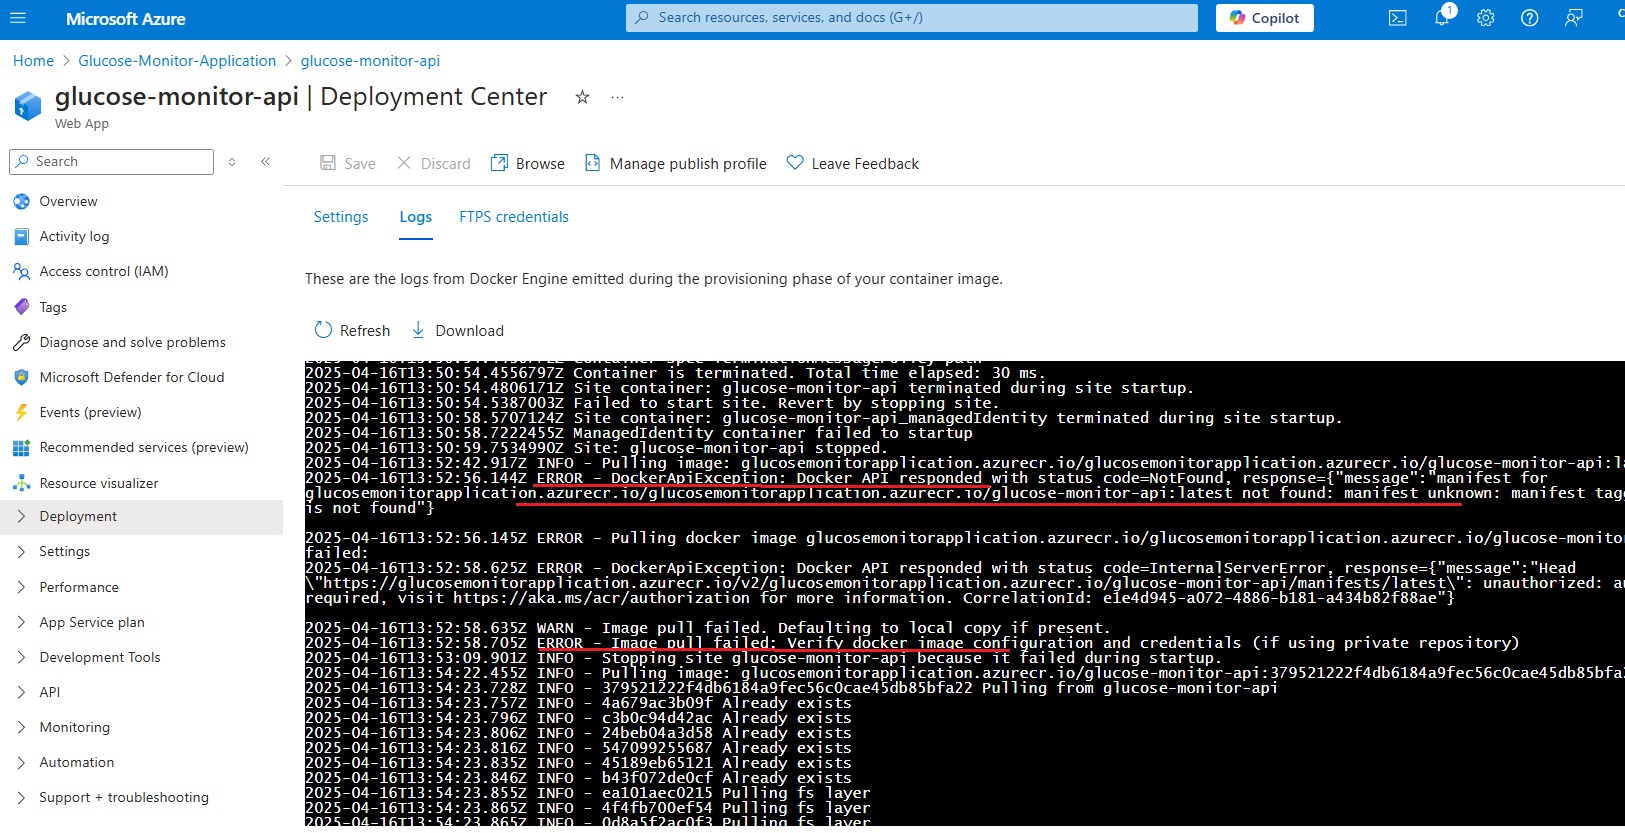 Microsoft Azure
Search resources, services, and docs (G+/)
Copilot
1
Home > Glucose-Monitor-Application > glucose-monitor-api
glucose-monitor-api | Deployment Center
Web App
Search
Save
Discard
Browse
Manage publish profile
Leave Feedback
Overview
Activity log
Access control (IAM)
Tags
Diagnose and solve problems
Microsoft Defender for Cloud
Events (preview)
Recommended services (preview)
Resource visualizer
Deployment
Settings
Performance
App Service plan
Development Tools
API
Monitoring
Automation
Support + troubleshooting
Settings
Logs
FTPS credentials
These are the logs from Docker Engine emitted during the provisioning phase of your container image.
Refresh
Download
2025-04-16T13:50:54.4556797Z Container is terminated. Total time elapsed: 30 ms.
2025-04-16T13:50:54.4806171Z Site container: glucose-monitor-api terminated during site startup.
2025-04-16T13:50:54.5387003Z Failed to start site. Revert by stopping site.
2025-04-16T13:50:58.5707124Z Site container: glucose-monitor-api_managedIdentity terminated during site startup.
2025-04-16T13:50:58.7222455Z ManagedIdentity container failed to startup
2025-04-16T13:50:59.7534990Z Site: glucose-monitor-api stopped.
2025-04-16T13:52:42.917Z INFO - Pulling image: glucosemonitorapplication.azurecr.io/glucosemonitorapplication.azurecr.io/glucose-monitor-api:la
2025-04-16T13:52:56.144Z ERROR - DockerApiException: Docker API responded with status code=NotFound, response={"message":"manifest for
glucosemonitorapplication.azurecr.io/glucosemonitorapplication.azurecr.io/glucose-monitor-api:latest not found: manifest unknown: manifest tagg
is not found"}
2025-04-16T13:52:56.145Z ERROR - Pulling docker image glucosemonitorapplication.azurecr.io/glucosemonitorapplication.azurecr.io/glucose-monitor
failed:
2025-04-16T13:52:58.625Z ERROR - DockerApiException: Docker API responded with status code=InternalServerError, response={"message":"Head
\"https://glucosemonitorapplication.azurecr.io/v2/glucosemonitorapplication.azurecr.io/glucose-monitor-api/manifests/latest\": unauthorized: au
required, visit https://aka.ms/acr/authorization for more information. CorrelationId: e1e4d945-a072-4886-b181-a434b82f88ae"}
2025-04-16T13:52:58.635Z WARN - Image pull failed. Defaulting to local copy if present.
2025-04-16T13:52:58.705Z ERROR - Image pull failed: Verify docker image configuration and credentials (if using private repository)
2025-04-16T13:53:09.901Z INFO - Stopping site glucose-monitor-api because it failed during startup.
2025-04-16T13:54:22.455Z INFO - Pulling image: glucosemonitorapplication.azurecr.io/glucose-monitor-api:379521222f4db6184a9fec56c0cae45db85bfa2
2025-04-16T13:54:23.728Z INFO - 379521222f4db6184a9fec56c0cae45db85bfa22 Pulling from glucose-monitor-api
2025-04-16T13:54:23.757Z INFO - 4a679ac3b09f Already exists
2025-04-16T13:54:23.796Z INFO - c3b0c94d42ac Already exists
2025-04-16T13:54:23.806Z INFO - 24beb04a3d58 Already exists
2025-04-16T13:54:23.816Z INFO - 547099255687 Already exists
2025-04-16T13:54:23.835Z INFO - 45189eb65121 Already exists
2025-04-16T13:54:23.846Z INFO - b43f072de0cf Already exists
2025-04-16T13:54:23.855Z INFO - ea101aec0215 Pulling fs layer
2025-04-16T13:54:23.865Z INFO - 4f4fb700ef54 Pulling fs layer
2025-04-16T13:54:23.865Z INFO - 0d8a5f2ac0f3 Pulling fs layer